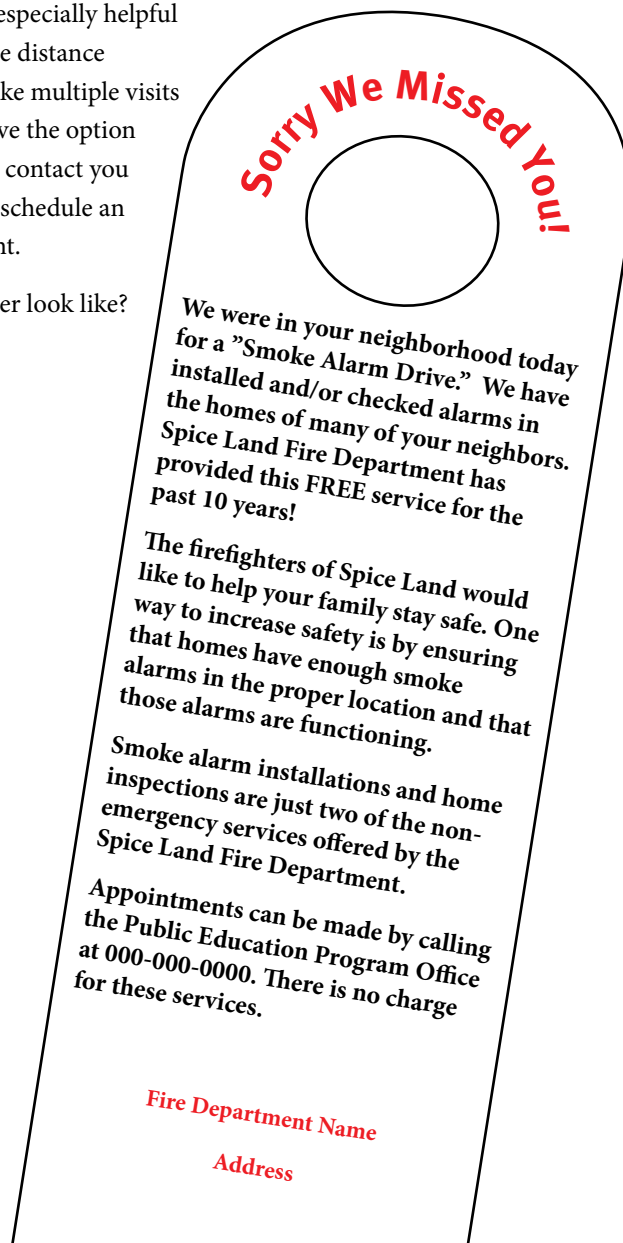 especially helpful
e distance
ke multiple visits
ve the option
contact you
schedule an
nt.
er look like?
Sorry We Missed You!
We were in your neighborhood today
for a ”Smoke Alarm Drive.” We have
installed and/or checked alarms in
the homes of many of your neighbors.
Spice Land Fire Department has
provided this FREE service for the
past 10 years!
The firefighters of Spice Land would
like to help your family stay safe. One
way to increase safety is by ensuring
that homes have enough smoke
alarms in the proper location and that
those alarms are functioning.
Smoke alarm installations and home
inspections are just two of the non-
emergency services offered by the
Spice Land Fire Department.
Appointments can be made by calling
the Public Education Program Office
at 000-000-0000. There is no charge
for these services.
Fire Department Name
Address